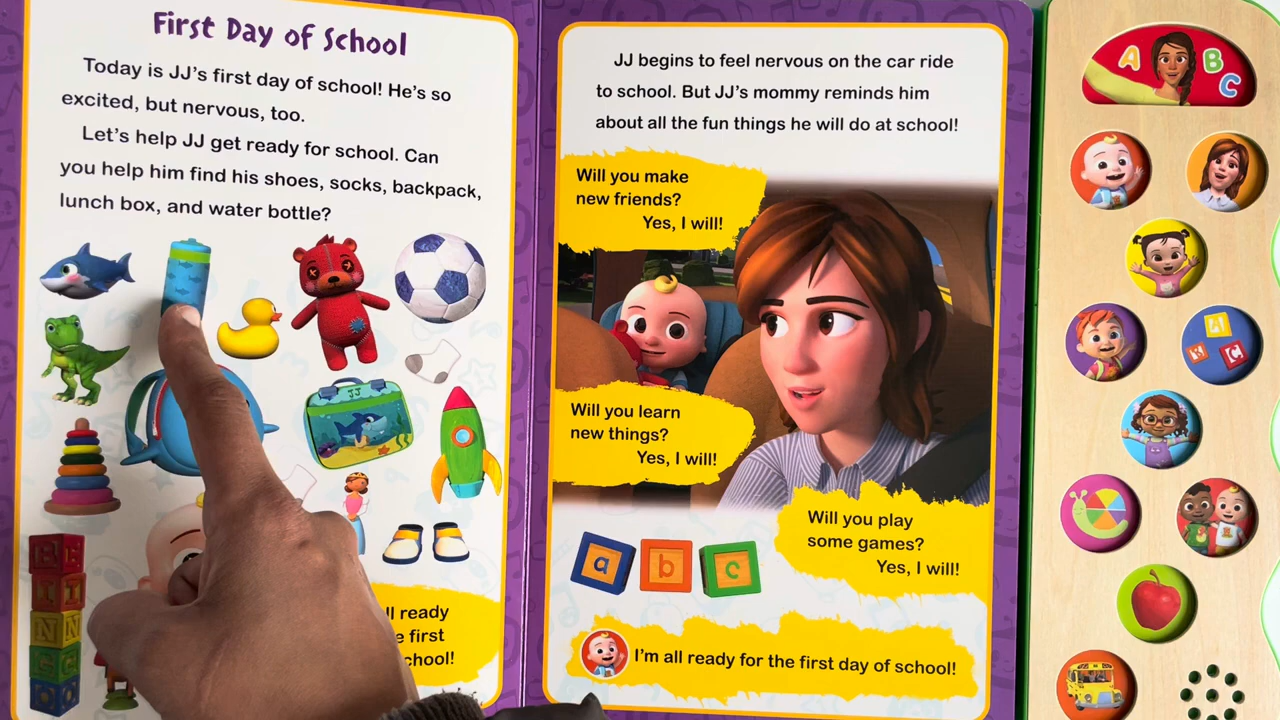 First Day of School
Today is JJ's first day of school! He's so
excited, but nervous, too.
Let's help JJ get ready for school. Can
you help him find his shoes, socks, backpack,
lunch box, and water bottle?
JJ
ll ready
e first
chool!
JJ begins to feel nervous on the car ride
to school. But JJ's mommy reminds him
about all the fun things he will do at school!
Will you make
new friends?
Yes, I will!
Will you learn
new things?
Yes, I will!
Will you play
some games?
Yes, I will!
a b c
I'm all ready for the first day of school!
A B C